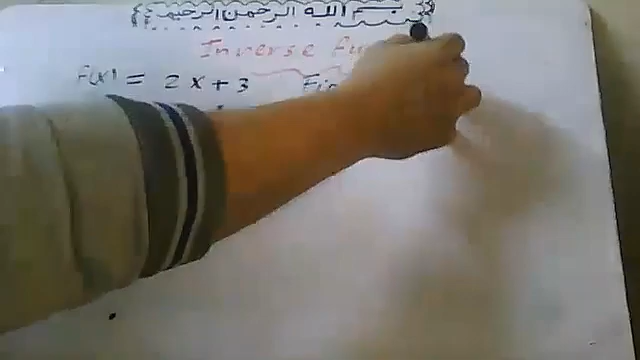 بسم الله الرحمن الرحيم
Inverse
f(x) = 2x+3